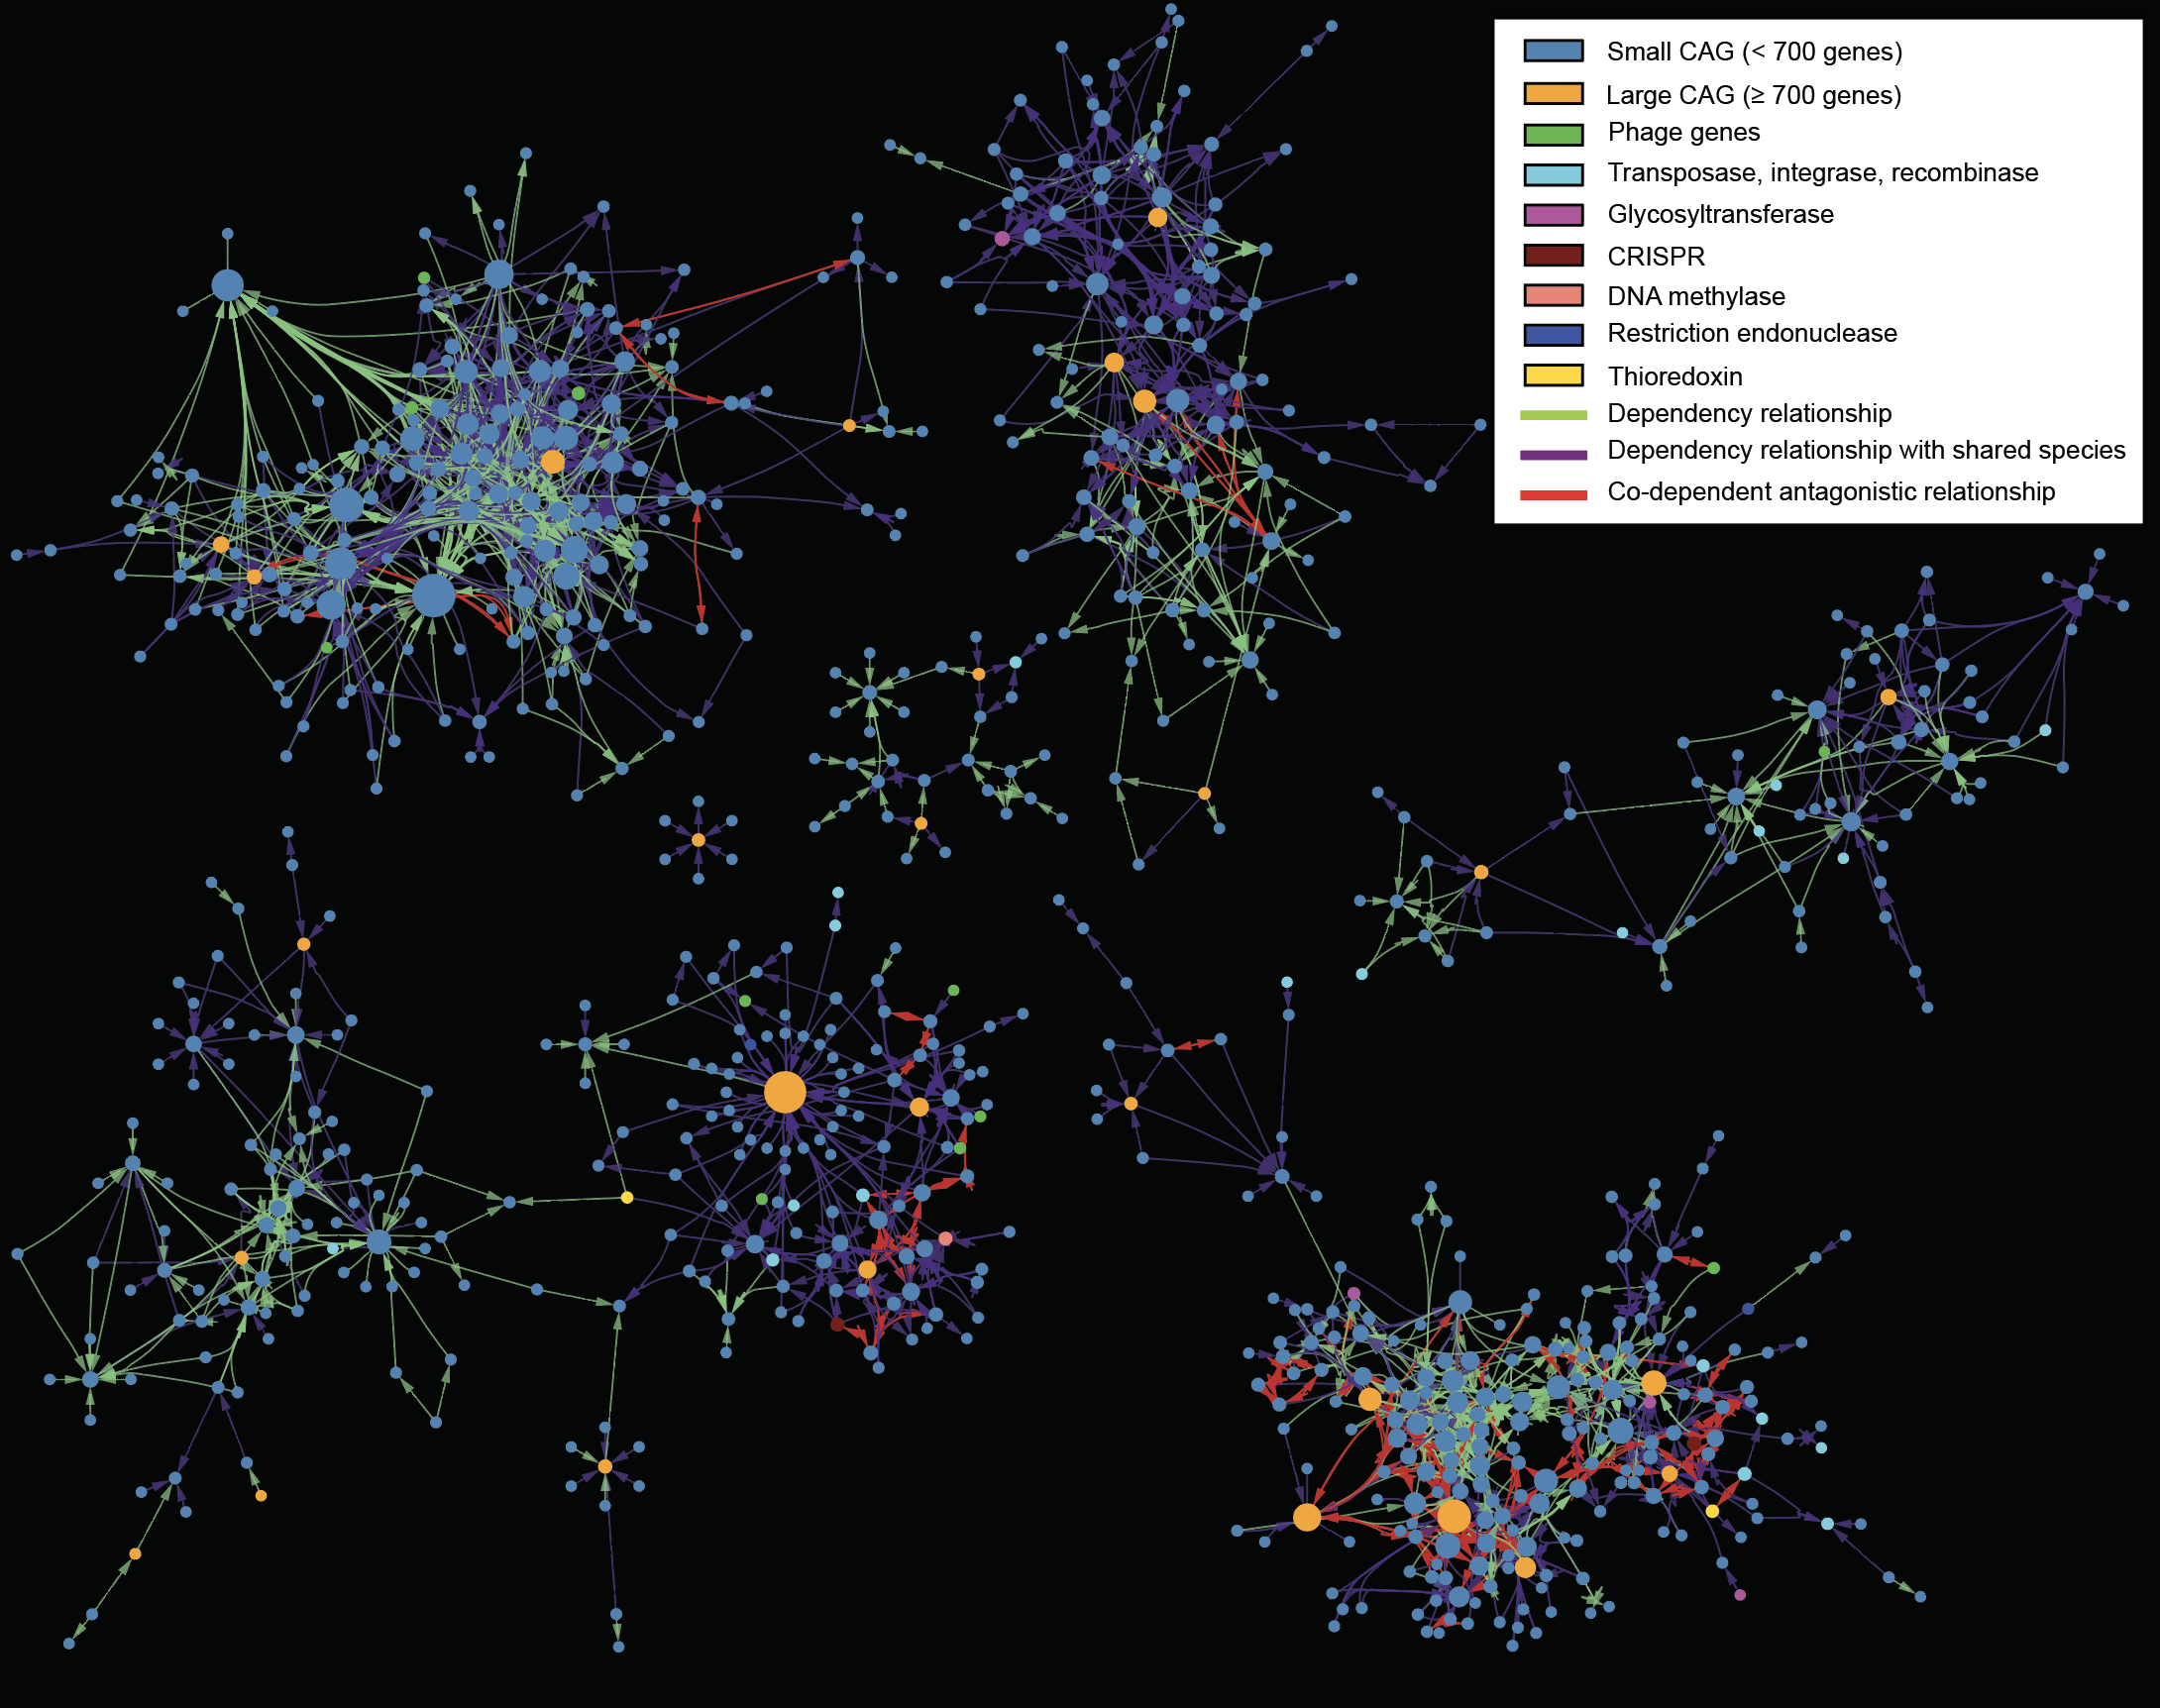 Small CAG (< 700 genes)
Large CAG (≥ 700 genes)
Phage genes
Transposase, integrase, recombinase
Glycosyltransferase
CRISPR
DNA methylase
Restriction endonuclease
Thioredoxin
Dependency relationship
Dependency relationship with shared species
Co-dependent antagonistic relationship